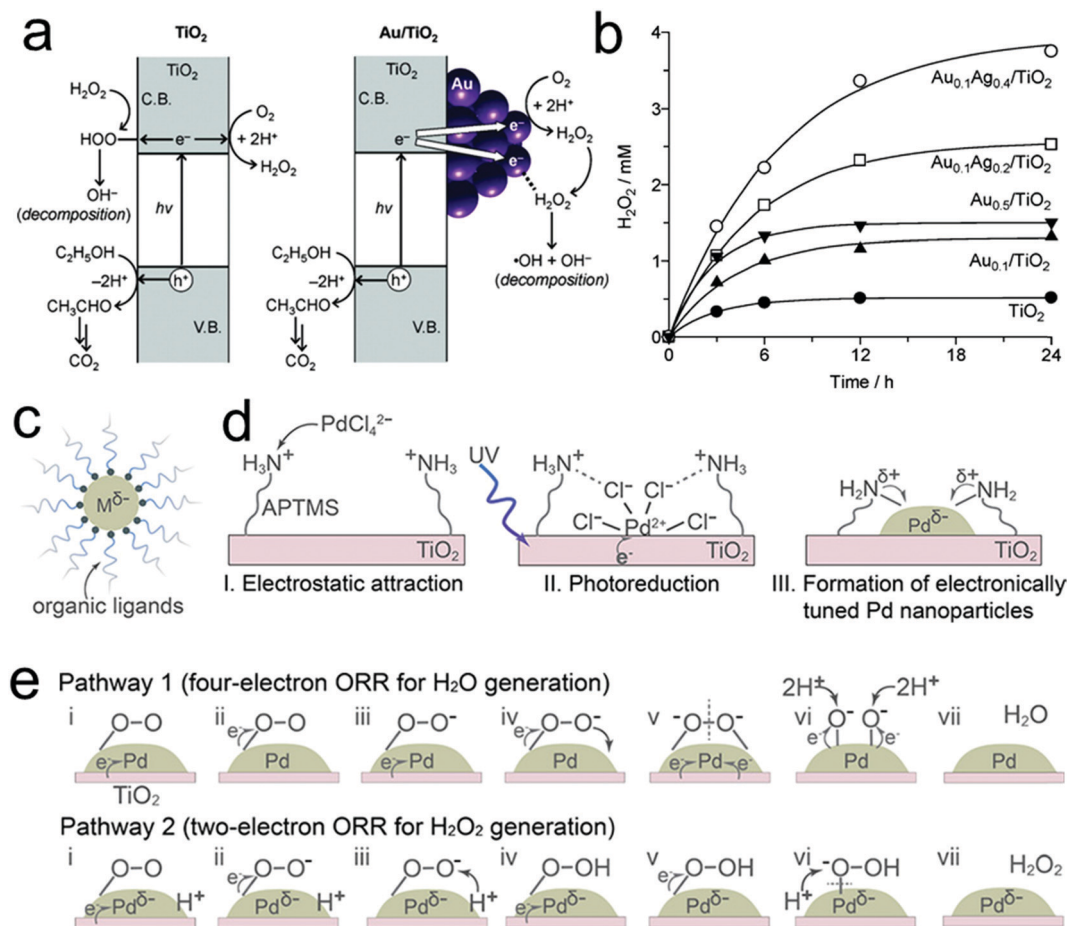 a
TiO₂
TiO₂
C.B.
H₂O₂
HOO
e⁻
O₂
+ 2H⁺
H₂O₂
OH⁻
(decomposition)
hν
C₂H₅OH
–2H⁺
h⁺
CH₃CHO
CO₂
V.B.
Au/TiO₂
TiO₂
C.B.
Au
O₂
+ 2H⁺
e⁻
e⁻
e⁻
H₂O₂
H₂O₂
hν
•OH + OH⁻
(decomposition)
C₂H₅OH
–2H⁺
h⁺
CH₃CHO
CO₂
V.B.
b
H₂O₂ / mM
4
3
2
1
0
0
6
12
18
24
Time / h
Au₀.₁Ag₀.₄/TiO₂
Au₀.₁Ag₀.₂/TiO₂
Au₀.₅/TiO₂
Au₀.₁/TiO₂
TiO₂
c
Mδ⁻
organic ligands
d
PdCl₄²⁻
H₃N⁺
⁺NH₃
APTMS
TiO₂
I. Electrostatic attraction
UV
H₃N⁺
⁺NH₃
Cl⁻
Cl⁻
Cl⁻
Pd²⁺
Cl⁻
e⁻
TiO₂
II. Photoreduction
δ+
δ+
H₂N
NH₂
Pdδ⁻
TiO₂
III. Formation of electronically
tuned Pd nanoparticles
e
Pathway 1 (four-electron ORR for H₂O generation)
i
O–O
e⁻
Pd
TiO₂
ii
O–O
e⁻
Pd
iii
O–O⁻
e⁻
Pd
iv
O–O⁻
e⁻
Pd
v
⁻O–O⁻
e⁻
Pd
e⁻
vi
2H⁺
2H⁺
O⁻
O⁻
e⁻
e⁻
Pd
vii
H₂O
Pd
Pathway 2 (two-electron ORR for H₂O₂ generation)
i
O–O
H⁺
e⁻
Pdδ⁻
ii
O–O⁻
e⁻
H⁺
Pdδ⁻
iii
O–O⁻
H⁺
Pdδ⁻
iv
O–OH
e⁻
Pdδ⁻
v
O–OH
e⁻
Pdδ⁻
vi
⁻O–OH
H⁺
Pdδ⁻
vii
H₂O₂
Pdδ⁻